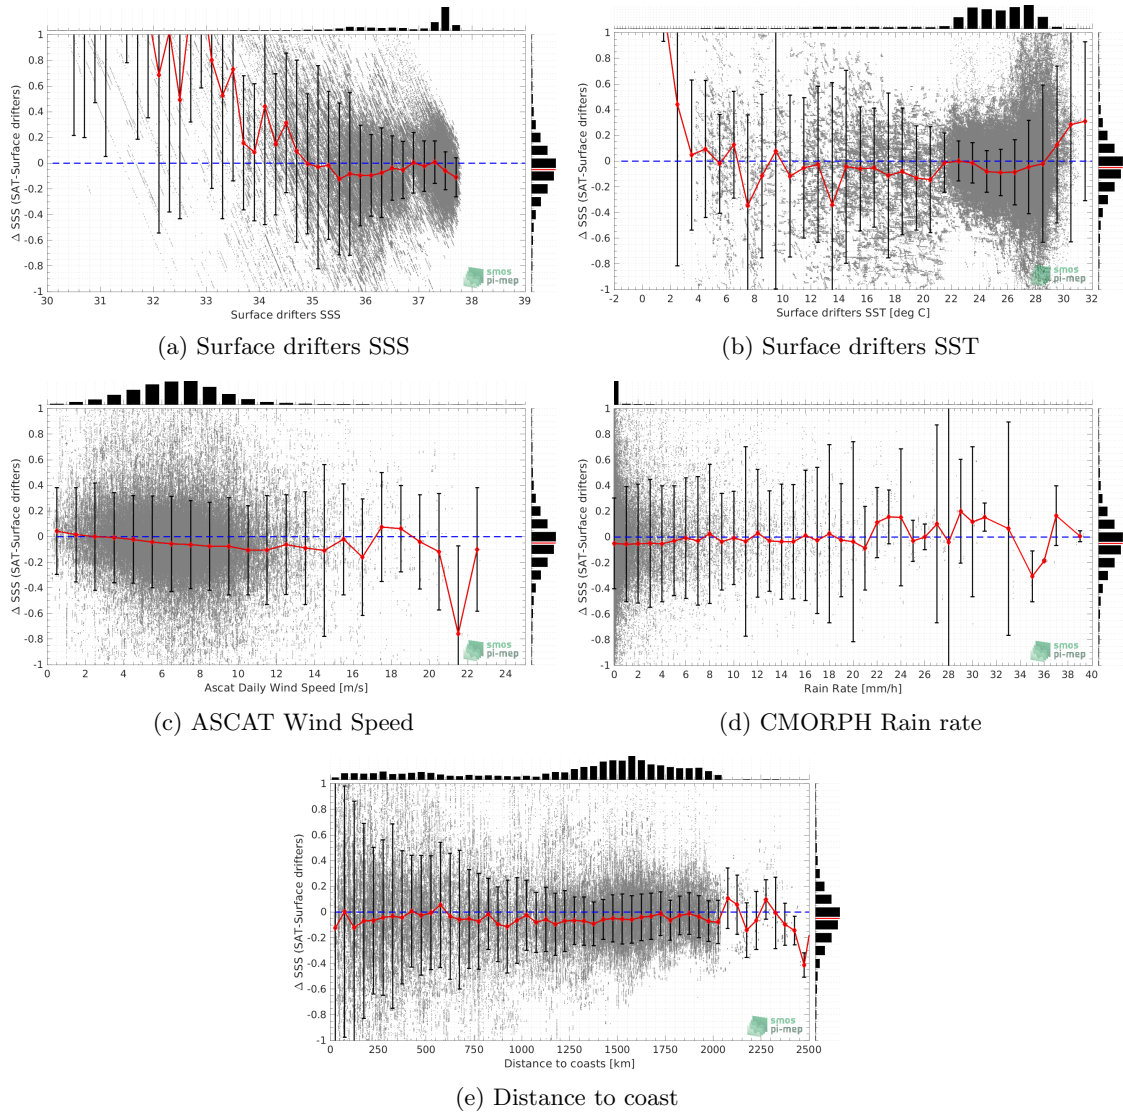 Δ SSS (SAT-Surface drifters)
1
0.8
0.6
0.4
0.2
0
-0.2
-0.4
-0.6
-0.8
-1
30 31 32 33 34 35 36 37 38 39
Surface drifters SSS
smos
pi-mep
(a) Surface drifters SSS
Δ SSS (SAT-Surface drifters)
1
0.8
0.6
0.4
0.2
0
-0.2
-0.4
-0.6
-0.8
-1
-2 0 2 4 6 8 10 12 14 16 18 20 22 24 26 28 30 32
Surface drifters SST [deg C]
smos
pi-mep
(b) Surface drifters SST
Δ SSS (SAT-Surface drifters)
1
0.8
0.6
0.4
0.2
0
-0.2
-0.4
-0.6
-0.8
-1
0 2 4 6 8 10 12 14 16 18 20 22 24
Ascat Daily Wind Speed [m/s]
smos
pi-mep
(c) ASCAT Wind Speed
Δ SSS (SAT-Surface drifters)
1
0.8
0.6
0.4
0.2
0
-0.2
-0.4
-0.6
-0.8
-1
0 2 4 6 8 10 12 14 16 18 20 22 24 26 28 30 32 34 36 38 40
Rain Rate [mm/h]
smos
pi-mep
(d) CMORPH Rain rate
Δ SSS (SAT-Surface drifters)
1
0.8
0.6
0.4
0.2
0
-0.2
-0.4
-0.6
-0.8
-1
0 250 500 750 1000 1250 1500 1750 2000 2250 2500
Distance to coasts [km]
smos
pi-mep
(e) Distance to coast